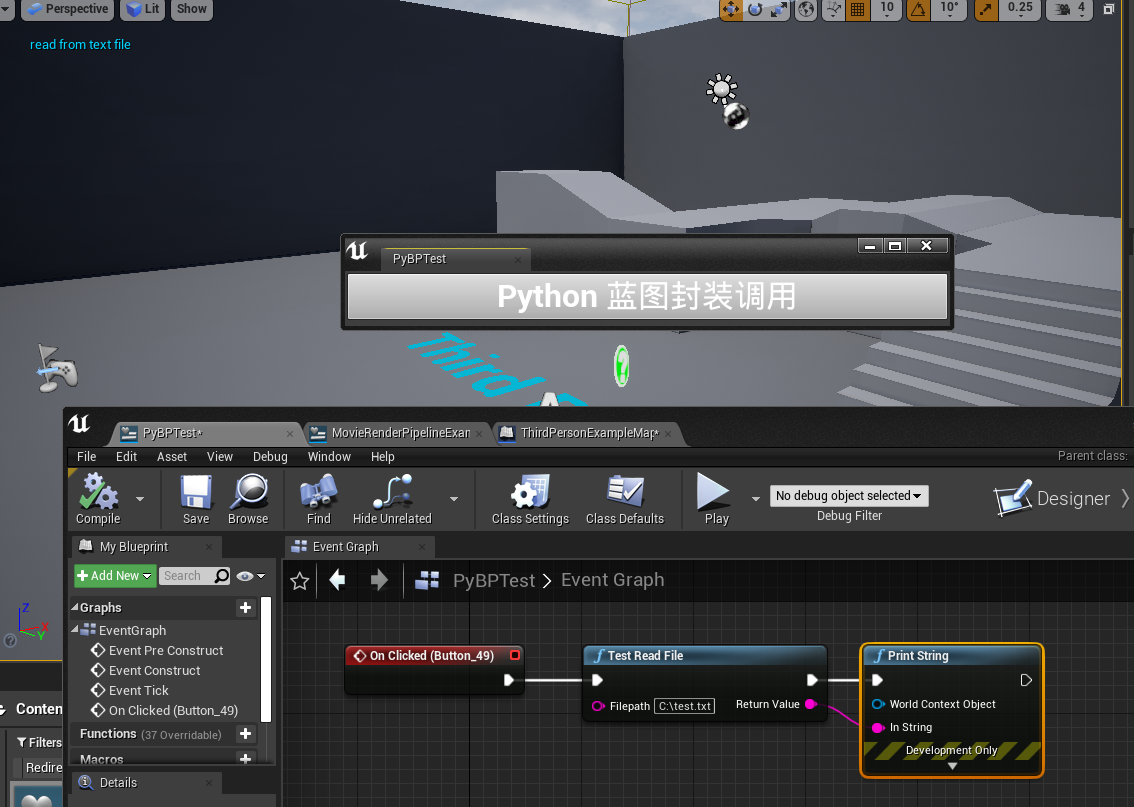 Perspective Lit Show 10 10° 0.25 4
read from text file
PyBPTest
Python 蓝图封装调用
Third
PyBPTest* MovieRenderPipelineExam ThirdPersonExampleMap*
File Edit Asset View Debug Window Help Parent class:
Compile Save Browse Find Hide Unrelated Class Settings Class Defaults Play No debug object selected Debug Filter Designer
My Blueprint Event Graph
Add New Search PyBPTest > Event Graph
Graphs
EventGraph
Event Pre Construct
Event Construct
Event Tick
On Clicked (Button_49)
Functions (37 Overridable)
Macros
Details
Z
X
Y
Conten
Filters
Redire
On Clicked (Button_49)
Test Read File
Filepath C:\test.txt Return Value
Print String
World Context Object
In String
Development Only